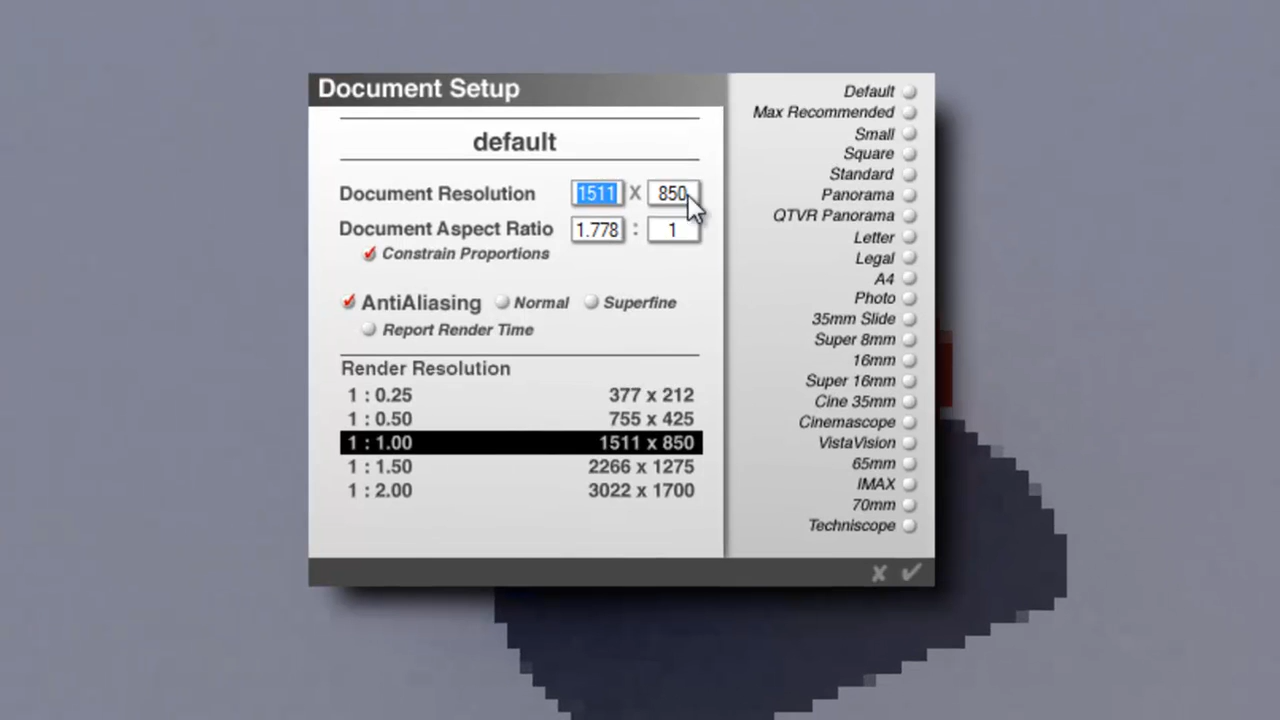 Document Setup
default
Document Resolution 1511 X 850
Document Aspect Ratio 1.778 : 1
Constrain Proportions
AntiAliasing Normal Superfine
Report Render Time
Render Resolution
1 : 0.25 377 x 212
1 : 0.50 755 x 425
1 : 1.00 1511 x 850
1 : 1.50 2266 x 1275
1 : 2.00 3022 x 1700
Default
Max Recommended
Small
Square
Standard
Panorama
QTVR Panorama
Letter
Legal
A4
Photo
35mm Slide
Super 8mm
16mm
Super 16mm
Cine 35mm
Cinemascope
VistaVision
65mm
IMAX
70mm
Techniscope